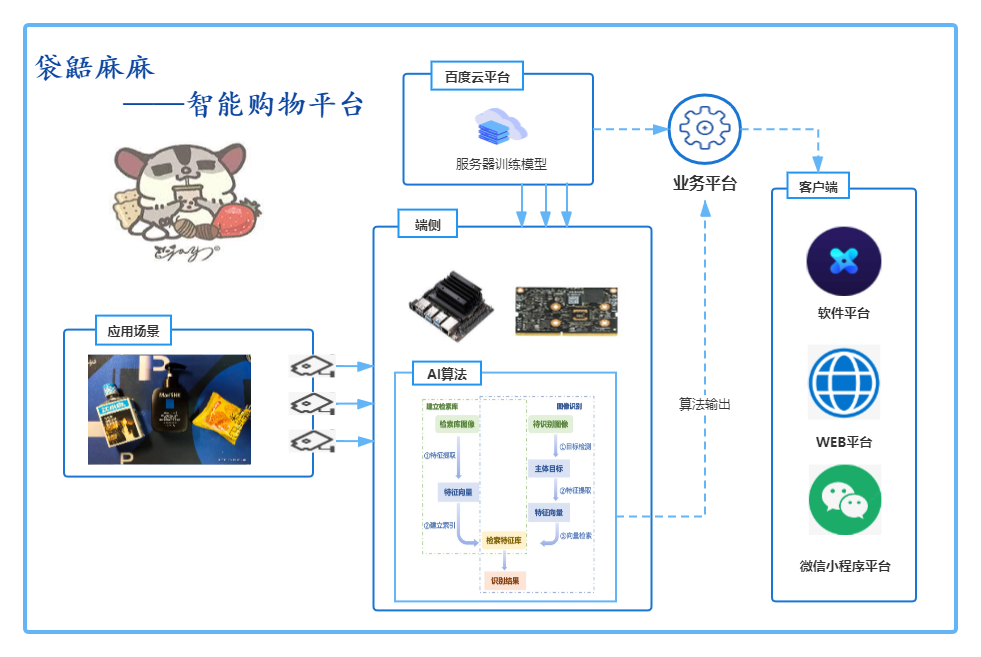 袋鼯麻麻
——智能购物平台
百度云平台
服务器训练模型
业务平台
客户端
软件平台
WEB平台
微信小程序平台
端侧
应用场景
AI算法
建立检索库
检索库图像
①特征提取
特征向量
②建立索引
图像识别
待识别图像
①目标检测
主体目标
②特征提取
特征向量
③向量检索
检索特征库
识别结果
算法输出